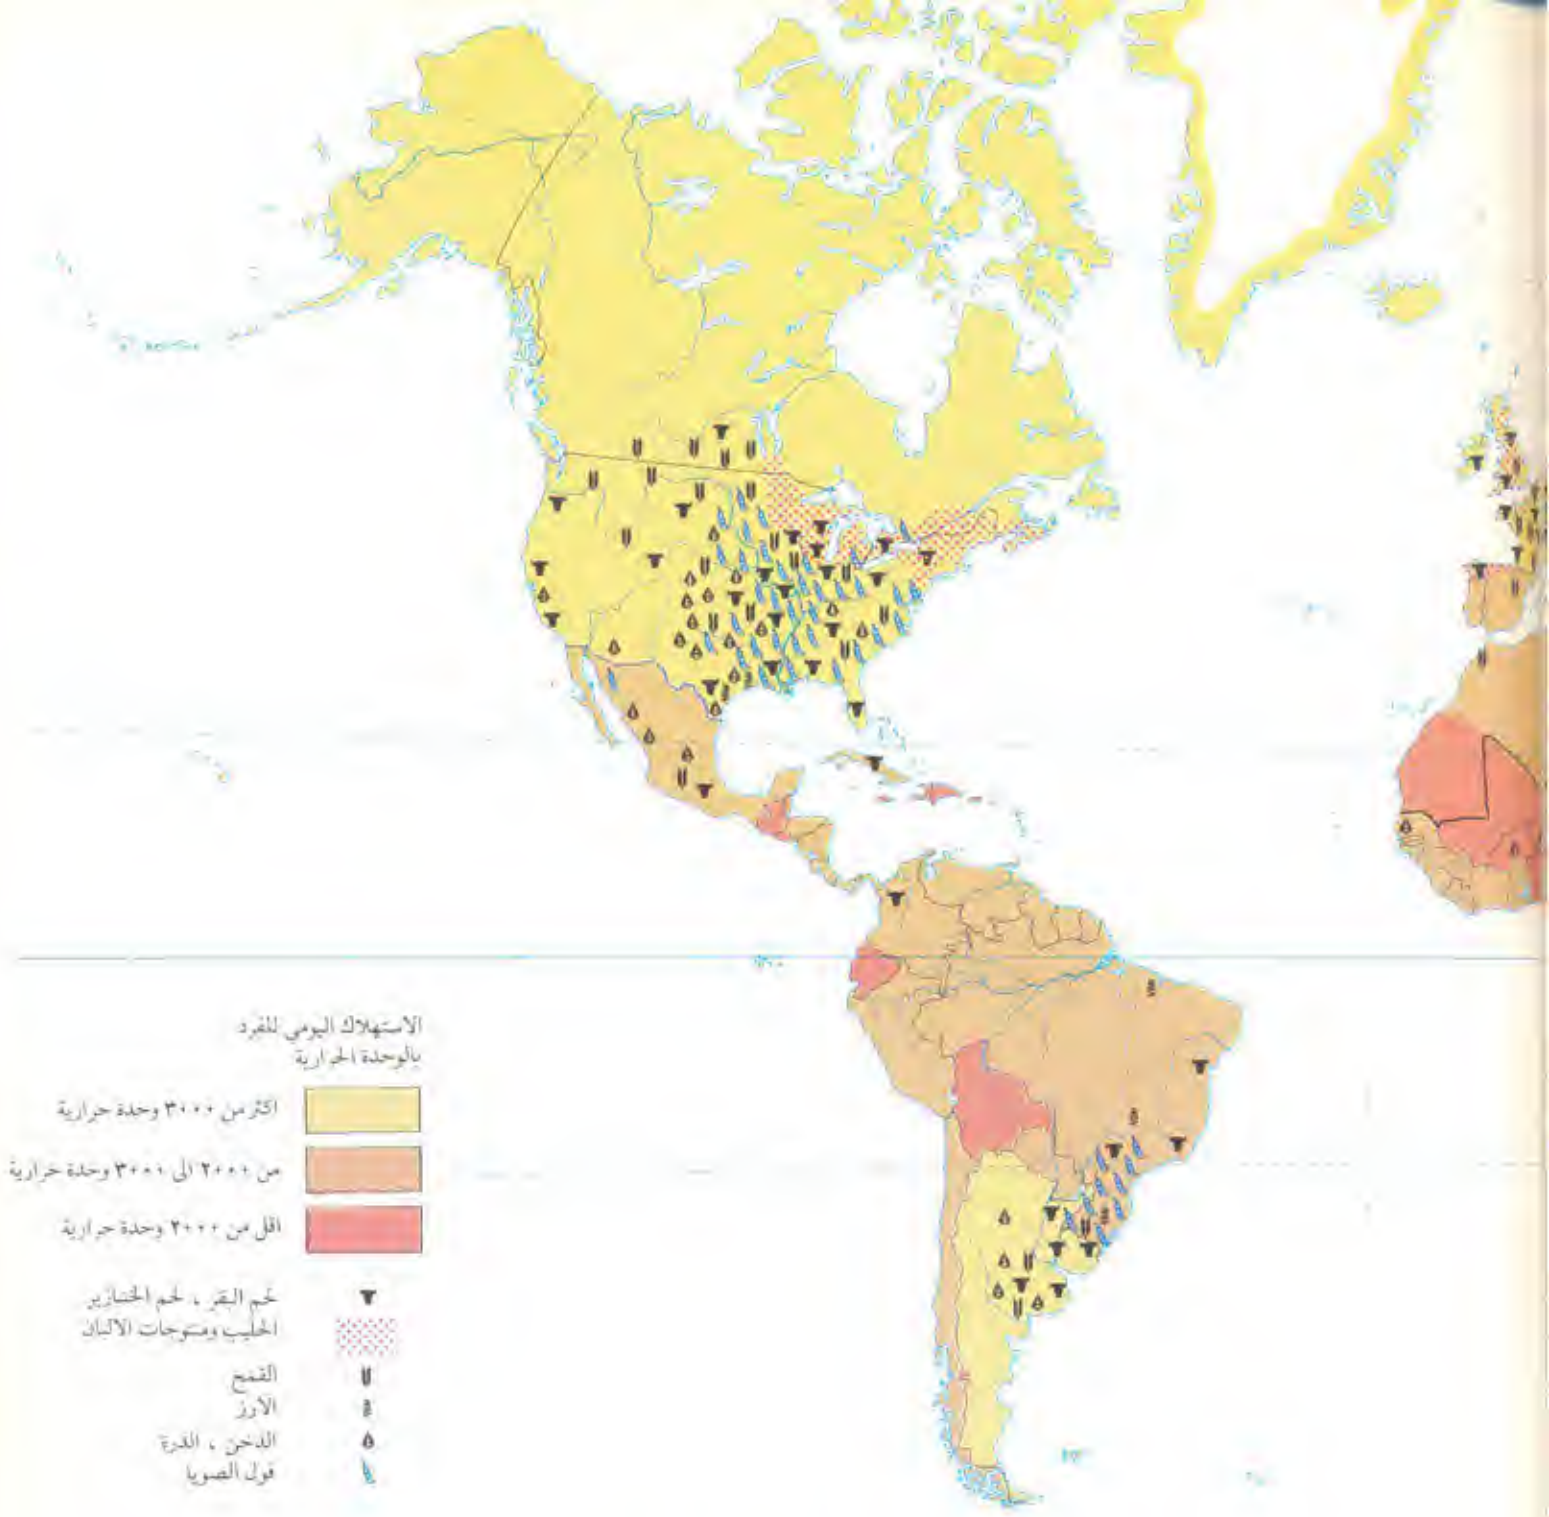 الاستهلاك اليومي للفرد
بالوحدة الحرارية
اكثر من ٣٠٠٠ وحدة حرارية
من ٢٠٠٠ الى ٣٠٠٠ وحدة حرارية
اقل من ٢٠٠٠ وحدة حرارية
لحم البقر ، لحم الخنازير
الحليب ومنتوجات الالبان
القمح
الارز
الدخن ، الذرة
فول الصويا